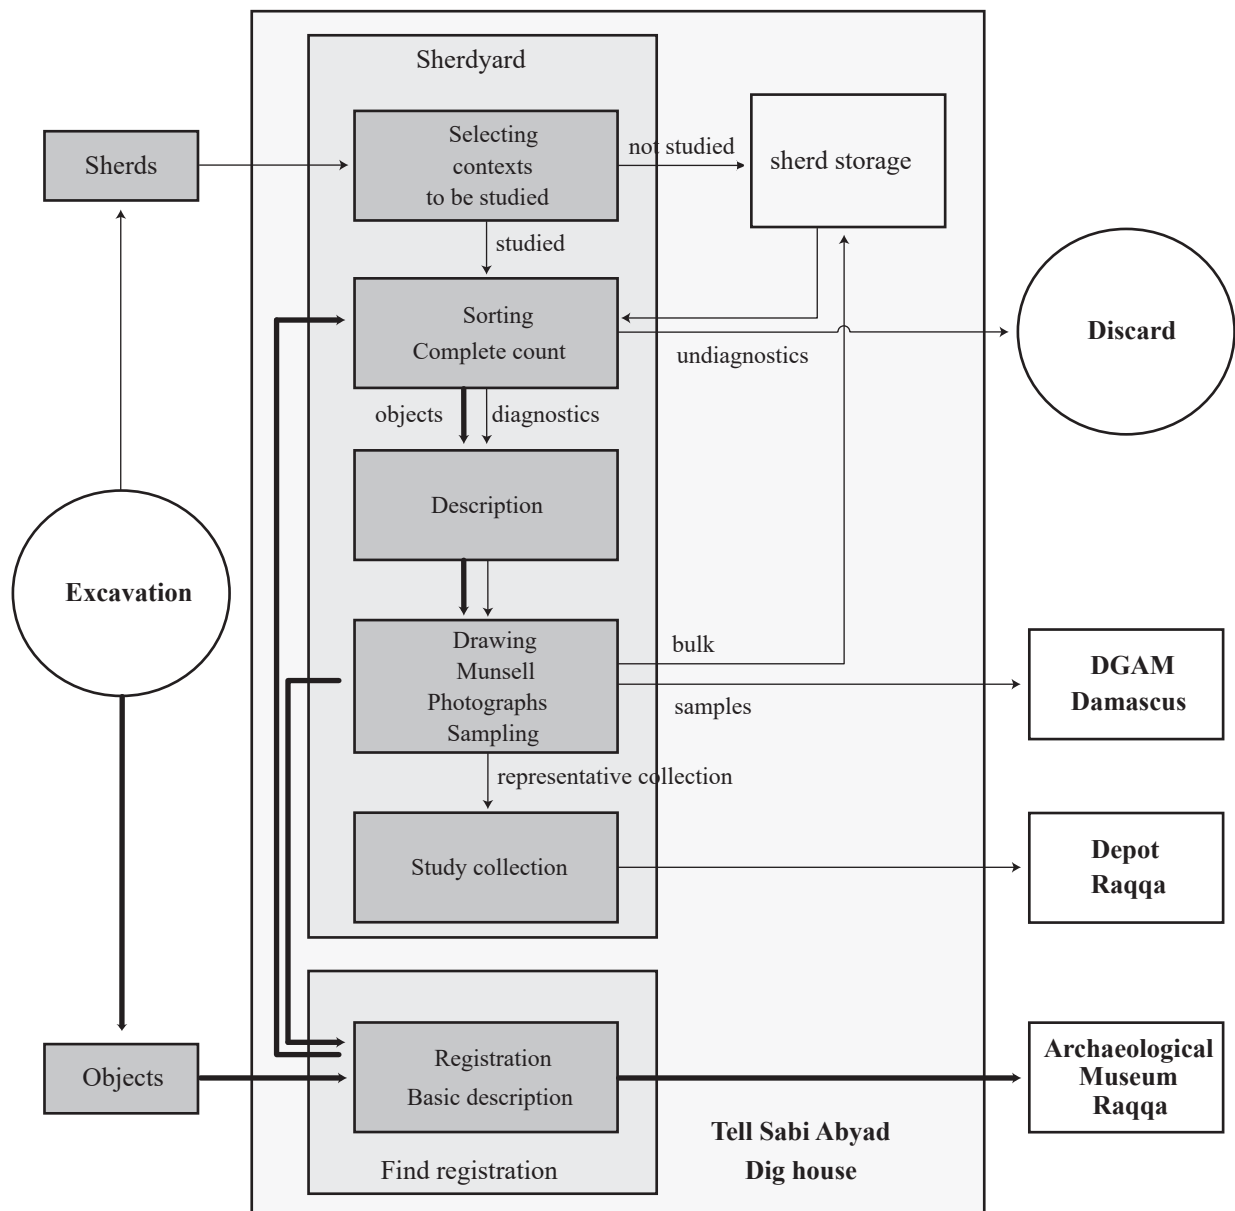 Sherdyard
Sherds
Selecting
contexts
to be studied
not studied
sherd storage
studied
Sorting
Complete count
undiagnostics
Discard
objects
diagnostics
Description
Excavation
Drawing
Munsell
Photographs
Sampling
bulk
samples
DGAM
Damascus
representative collection
Study collection
Depot
Raqqa
Objects
Registration
Basic description
Archaeological
Museum
Raqqa
Find registration
Tell Sabi Abyad
Dig house